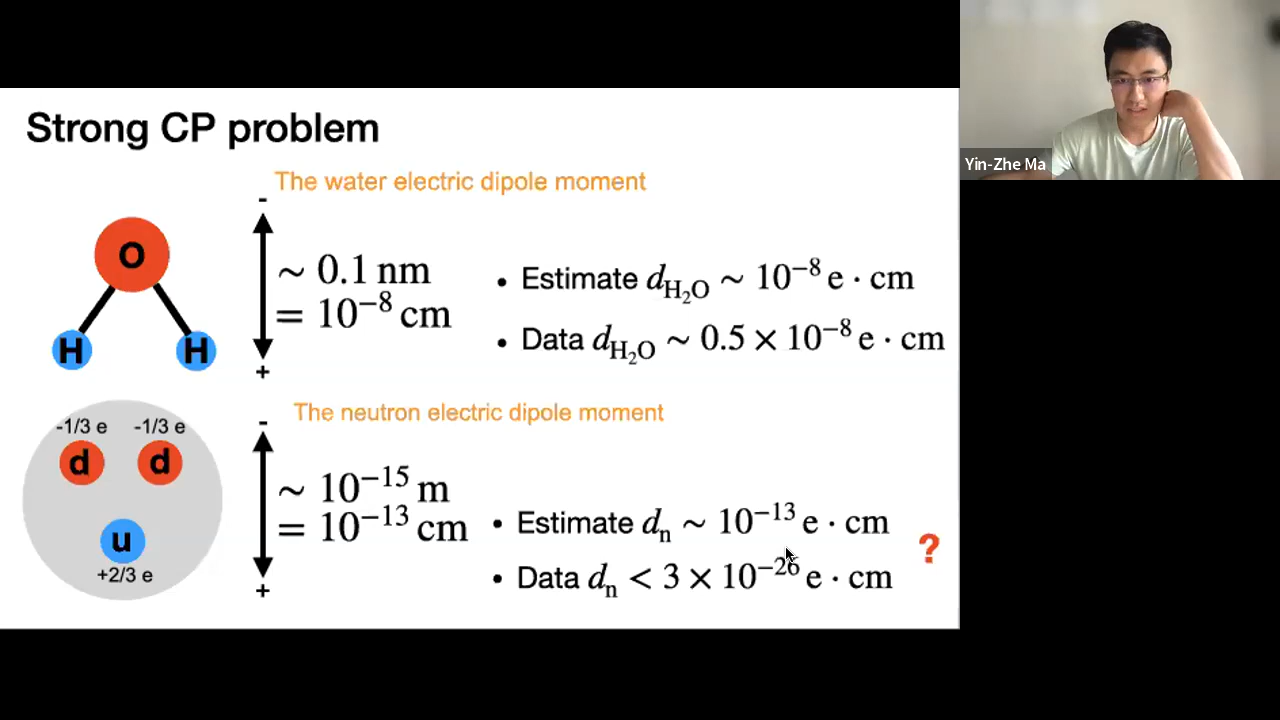 Strong CP problem
The water electric dipole moment
-
O
H H
∼ 0.1 nm
= 10⁻⁸ cm
+
• Estimate d_H₂O ∼ 10⁻⁸ e · cm
• Data d_H₂O ∼ 0.5 × 10⁻⁸ e · cm
The neutron electric dipole moment
-
-1/3 e -1/3 e
d d
u
+2/3 e
∼ 10⁻¹⁵ m
= 10⁻¹³ cm
+
• Estimate dₙ ∼ 10⁻¹³ e · cm
• Data dₙ < 3 × 10⁻²⁶ e · cm
?
Yin-Zhe Ma